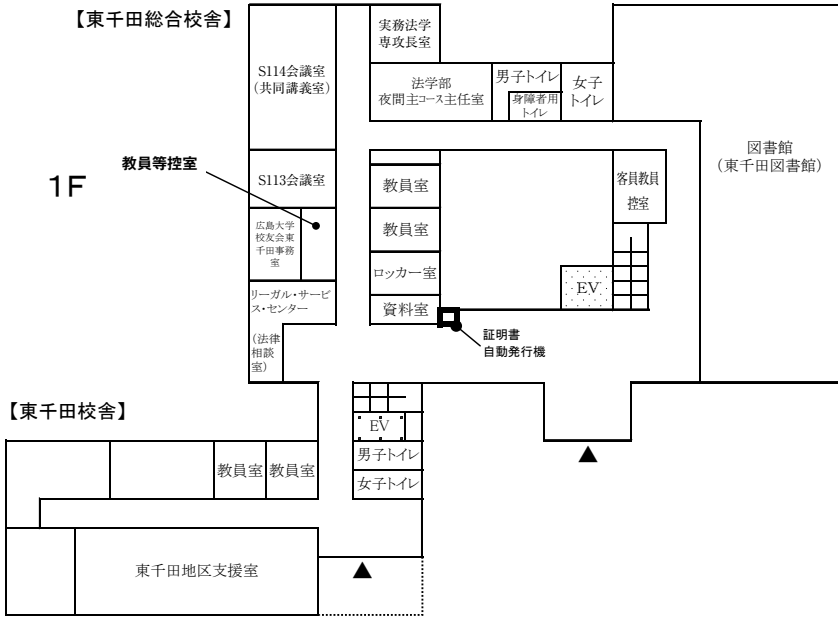 【東千田総合校舎】
実務法学
専攻長室
S114会議室
(共同講義室)
法学部
夜間主コース主任室
男子トイレ
身障者用
トイレ
女子
トイレ
図書館
(東千田図書館)
1F
教員等控室
S113会議室
教員室
客員教員
控室
広島大学
校友会東
千田事務
室
教員室
ロッカー室
EV
リーガル・サービ
ス・センター
(法律
相談
室)
資料室
証明書
自動発行機
【東千田校舎】
EV
男子トイレ
教員室
教員室
女子トイレ
東千田地区支援室